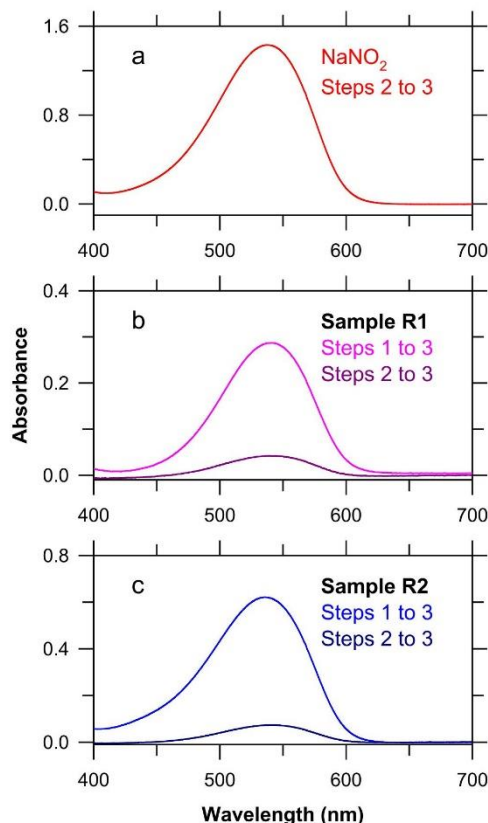 1.6
a
NaNO₂
Steps 2 to 3
0.8
0.0
400 500 600 700
0.4
b
Sample R1
Steps 1 to 3
Steps 2 to 3
0.2
0.0
400 500 600 700
Absorbance
0.8
c
Sample R2
Steps 1 to 3
Steps 2 to 3
0.4
0.0
400 500 600 700
Wavelength (nm)